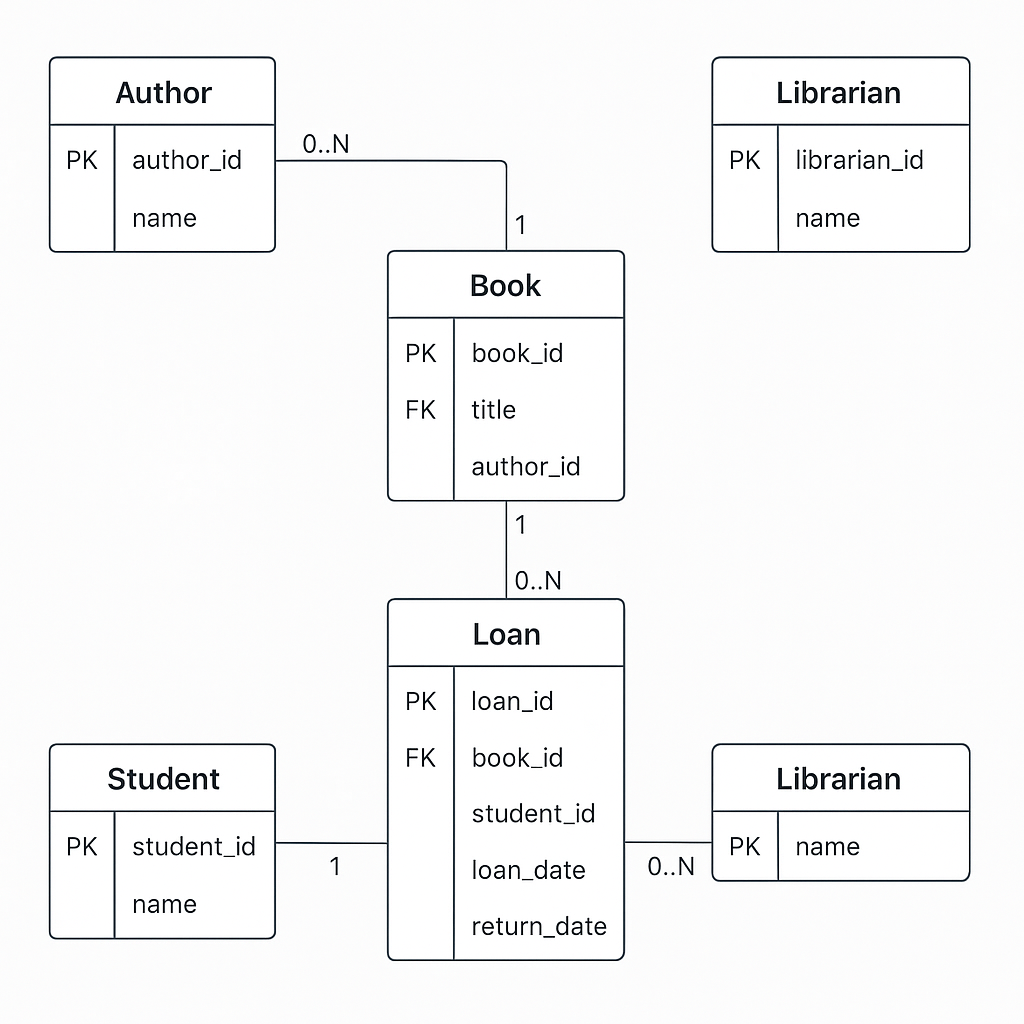 Author
PK author_id
name
0..N
1
Librarian
PK librarian_id
name
Book
PK book_id
FK title
author_id
1
0..N
Loan
PK loan_id
FK book_id
student_id
loan_date
return_date
Student
PK student_id
name
1
0..N
Librarian
PK name